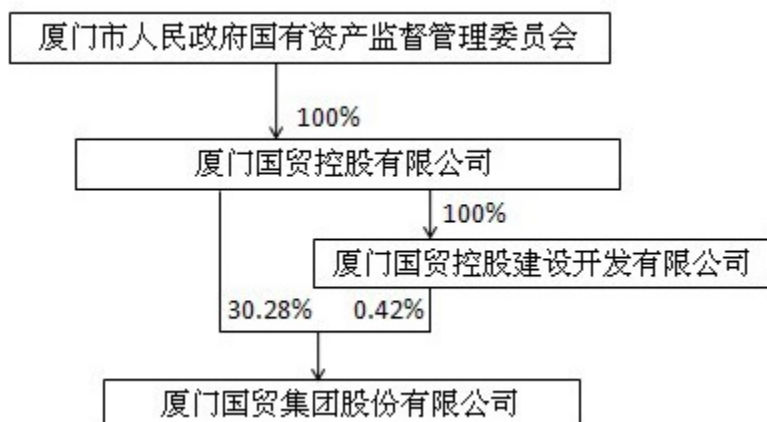 厦门市人民政府国有资产监督管理委员会
100%
厦门国贸控股有限公司
100%
厦门国贸控股建设开发有限公司
30.28% 0.42%
厦门国贸集团股份有限公司